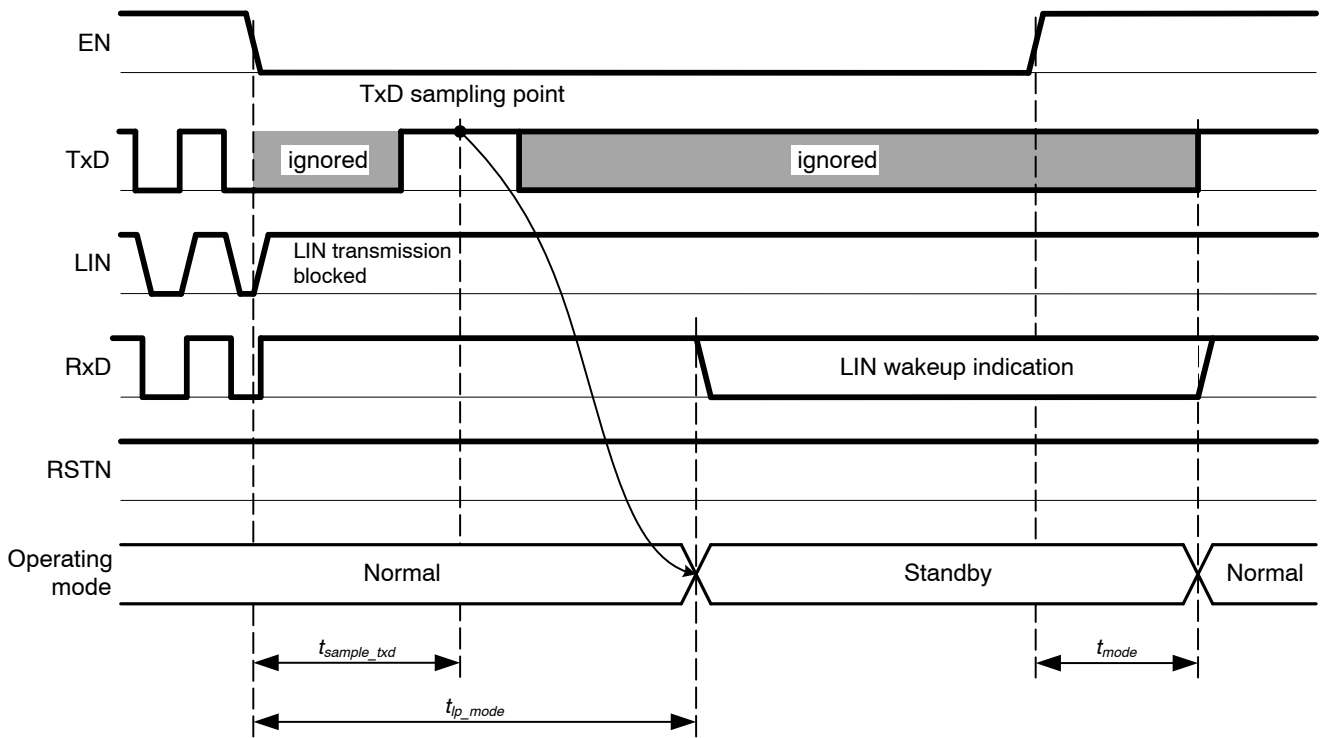 EN
TxD sampling point
TxD
ignored
ignored
LIN
LIN transmission
blocked
RxD
LIN wakeup indication
RSTN
Operating
mode
Normal
Standby
Normal
tsample_txd
tmode
tlp_mode